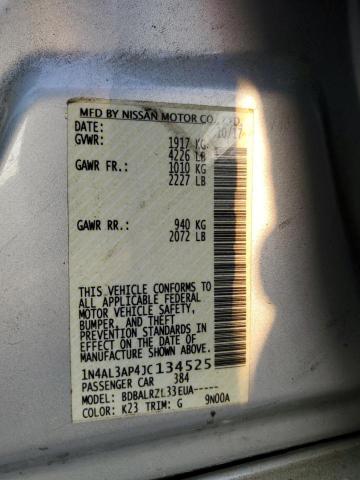 MFD BY NISSAN MOTOR CO., LTD.
DATE: 10/17
GVWR: 1917 KG
4226 LB
GAWR FR.: 1010 KG
2227 LB
GAWR RR.: 940 KG
2072 LB
THIS VEHICLE CONFORMS TO
ALL APPLICABLE FEDERAL
MOTOR VEHICLE SAFETY,
BUMPER, AND THEFT
PREVENTION STANDARDS IN
EFFECT ON THE DATE OF
MANUFACTURE SHOWN ABOVE.
1N4AL3AP4JC134525
PASSENGER CAR 384
MODEL: BDBALRZL33EUA-----
COLOR: K23 TRIM: G 9N00A